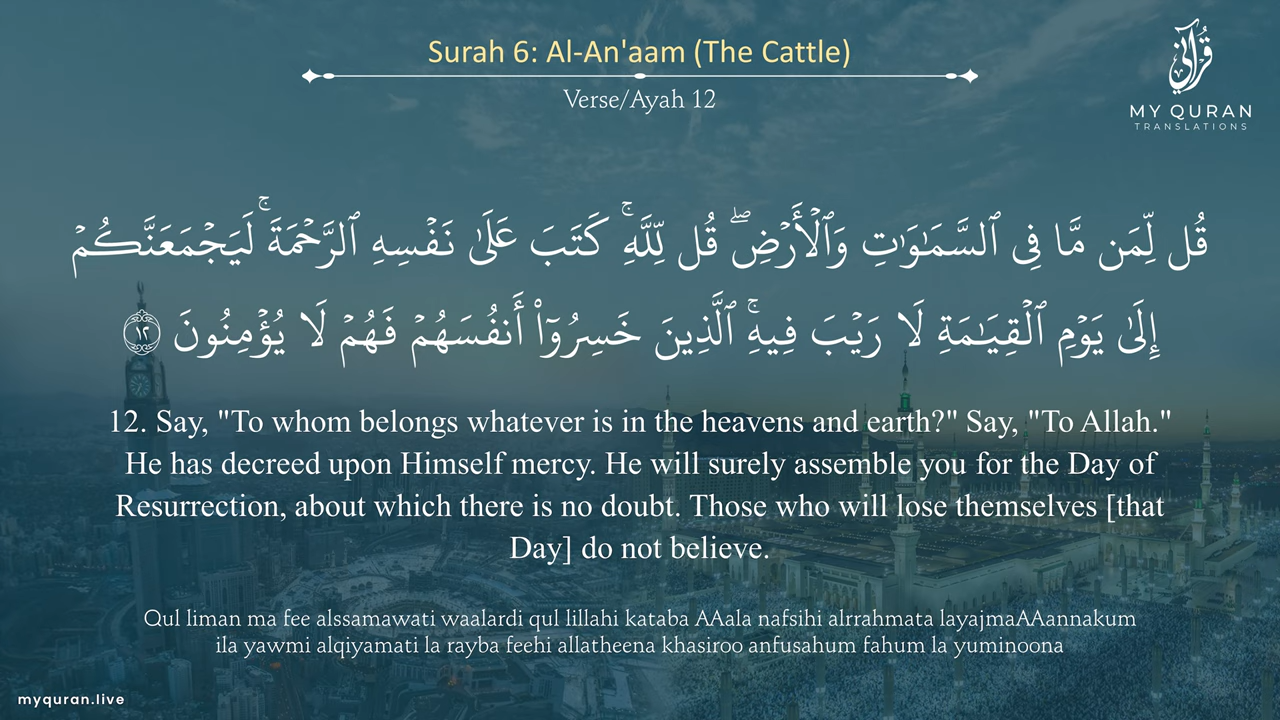 Surah 6: Al-An'aam (The Cattle)
Verse/Ayah 12
قرآني
MY QURAN
TRANSLATIONS
قُل لِّمَن مَّا فِى ٱلسَّمَـٰوَٰتِ وَٱلْأَرْضِ ۖ قُل لِّلَّهِ ۚ كَتَبَ عَلَىٰ نَفْسِهِ ٱلرَّحْمَةَ ۚ لَيَجْمَعَنَّكُمْ
إِلَىٰ يَوْمِ ٱلْقِيَـٰمَةِ لَا رَيْبَ فِيهِ ۚ ٱلَّذِينَ خَسِرُوٓا۟ أَنفُسَهُمْ فَهُمْ لَا يُؤْمِنُونَ ١٢
12. Say, "To whom belongs whatever is in the heavens and earth?" Say, "To Allah."
He has decreed upon Himself mercy. He will surely assemble you for the Day of
Resurrection, about which there is no doubt. Those who will lose themselves [that
Day] do not believe.
Qul liman ma fee alssamawati waalardi qul lillahi kataba AAala nafsihi alrrahmata layajmaAAannakum
ila yawmi alqiyamati la rayba feehi allatheena khasiroo anfusahum fahum la yuminoona
myquran.live